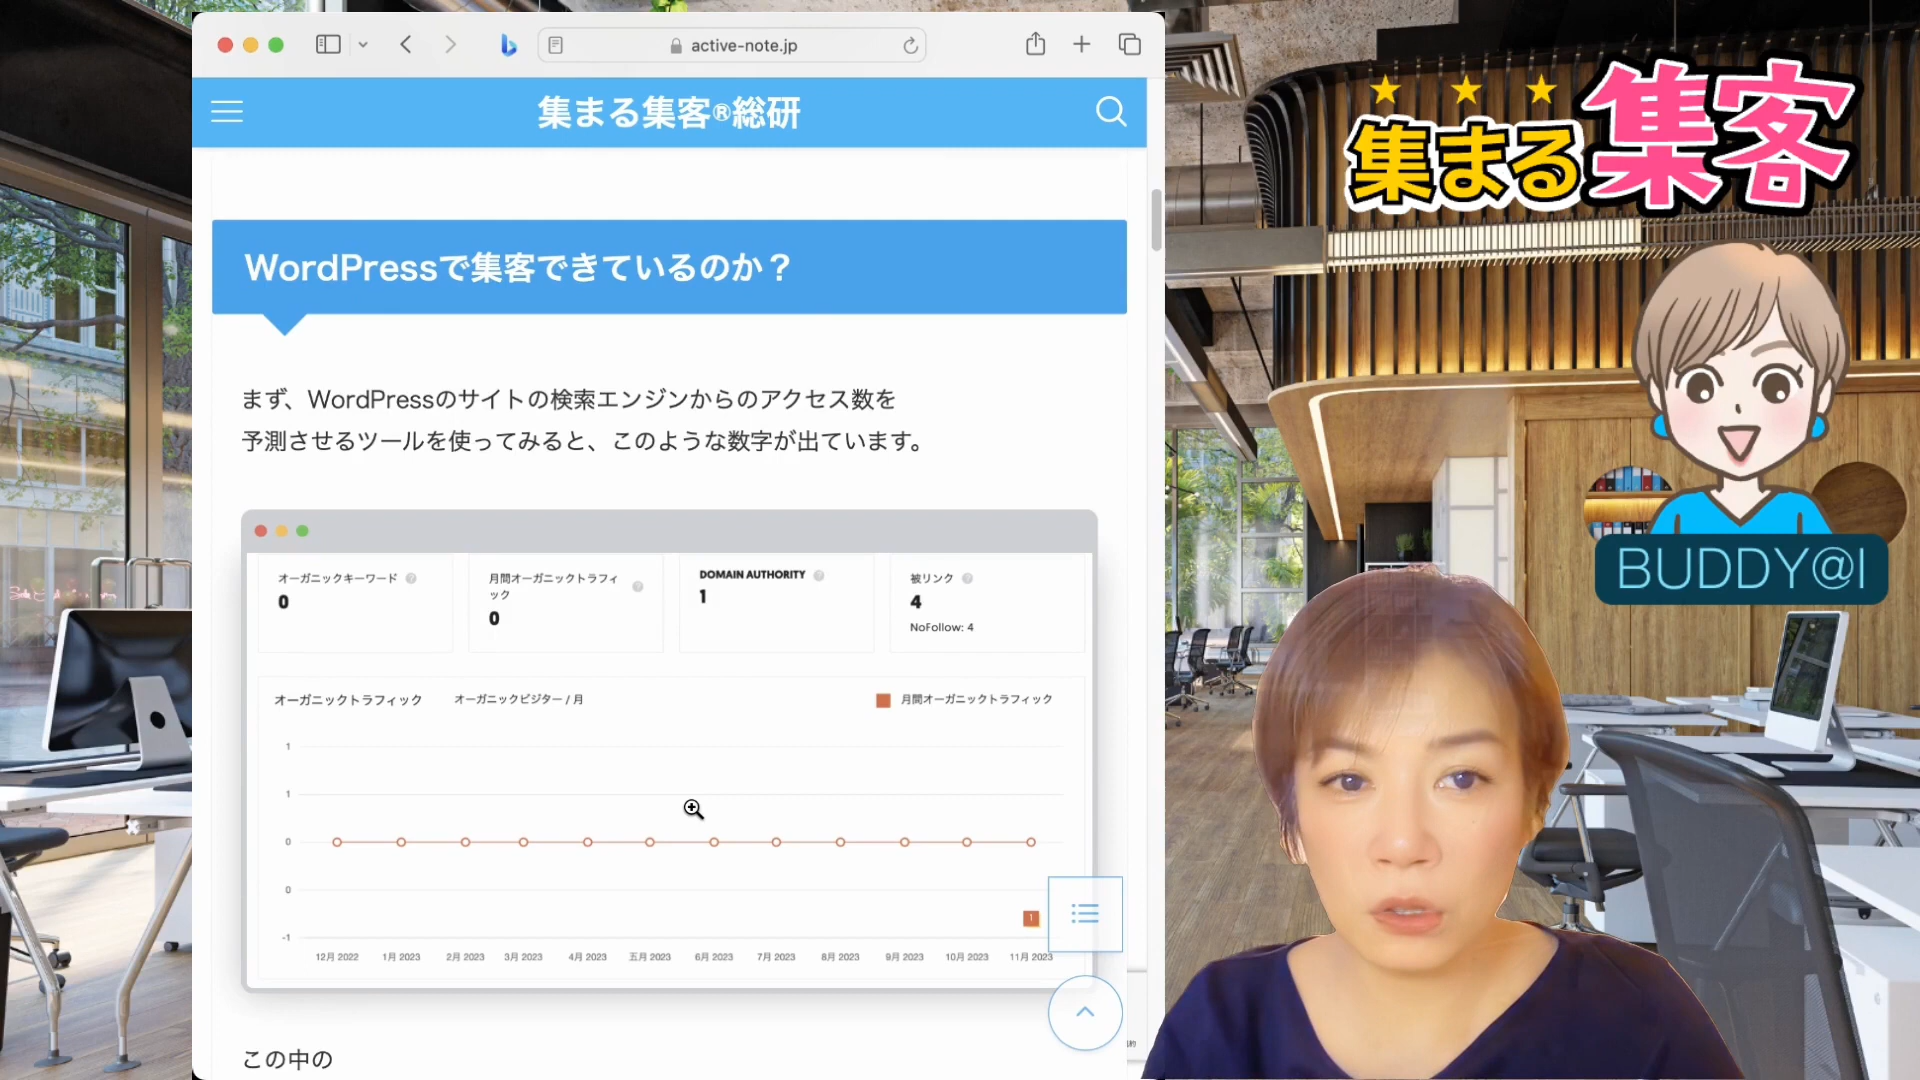 active-note.jp
集まる集客®総研
WordPressで集客できているのか？
まず、WordPressのサイトの検索エンジンからのアクセス数を
予測させるツールを使ってみると、このような数字が出ています。
オーガニックキーワード
0
月間オーガニックトラフィ
ック
0
DOMAIN AUTHORITY
1
被リンク
4
NoFollow: 4
オーガニックトラフィック
オーガニックビジター / 月
月間オーガニックトラフィック
1
1
0
0
-1
1
12月 2022
1月 2023
2月 2023
3月 2023
4月 2023
五月 2023
6月 2023
7月 2023
8月 2023
9月 2023
10月 2023
11月 2023
この中の
集まる集客
BUDDY@I